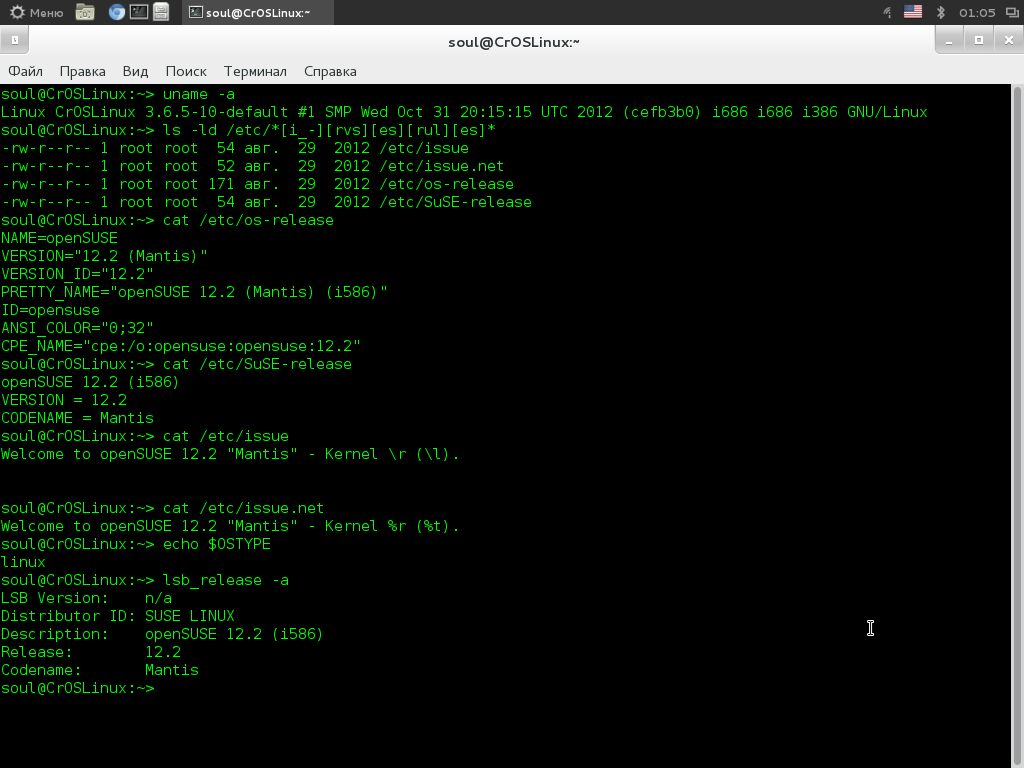 Меню soul@CrOSLinux:~ 01:05
soul@CrOSLinux:~
Файл Правка Вид Поиск Терминал Справка
soul@CrOSLinux:~> uname -a
Linux CrOSLinux 3.6.5-10-default #1 SMP Wed Oct 31 20:15:15 UTC 2012 (cefb3b0) i686 i686 i386 GNU/Linux
soul@CrOSLinux:~> ls -ld /etc/*[i_-][rvs][es][rul][es]*
-rw-r--r-- 1 root root  54 авг.  29  2012 /etc/issue
-rw-r--r-- 1 root root  52 авг.  29  2012 /etc/issue.net
-rw-r--r-- 1 root root 171 авг.  29  2012 /etc/os-release
-rw-r--r-- 1 root root  54 авг.  29  2012 /etc/SuSE-release
soul@CrOSLinux:~> cat /etc/os-release
NAME=openSUSE
VERSION="12.2 (Mantis)"
VERSION_ID="12.2"
PRETTY_NAME="openSUSE 12.2 (Mantis) (i586)"
ID=opensuse
ANSI_COLOR="0;32"
CPE_NAME="cpe:/o:opensuse:opensuse:12.2"
soul@CrOSLinux:~> cat /etc/SuSE-release
openSUSE 12.2 (i586)
VERSION = 12.2
CODENAME = Mantis
soul@CrOSLinux:~> cat /etc/issue
Welcome to openSUSE 12.2 "Mantis" - Kernel \r (\l).
soul@CrOSLinux:~> cat /etc/issue.net
Welcome to openSUSE 12.2 "Mantis" - Kernel %r (%t).
soul@CrOSLinux:~> echo $OSTYPE
linux
soul@CrOSLinux:~> lsb_release -a
LSB Version:    n/a
Distributor ID: SUSE LINUX
Description:    openSUSE 12.2 (i586)
Release:        12.2
Codename:       Mantis
soul@CrOSLinux:~>